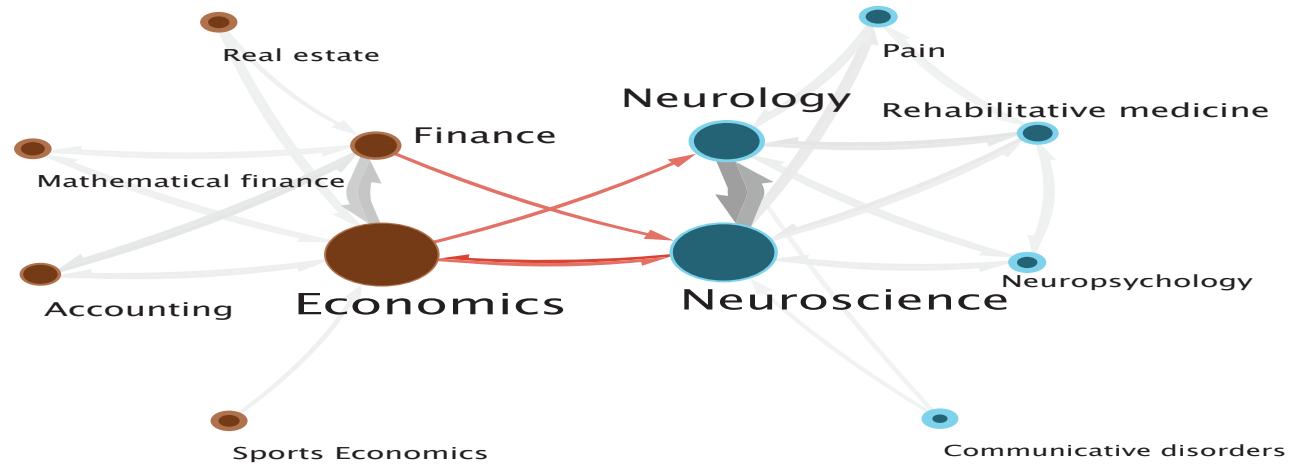 Real estate
Pain
Neurology
Rehabilitative medicine
Finance
Mathematical finance
Neuropsychology
Accounting
Economics
Neuroscience
Sports Economics
Communicative disorders